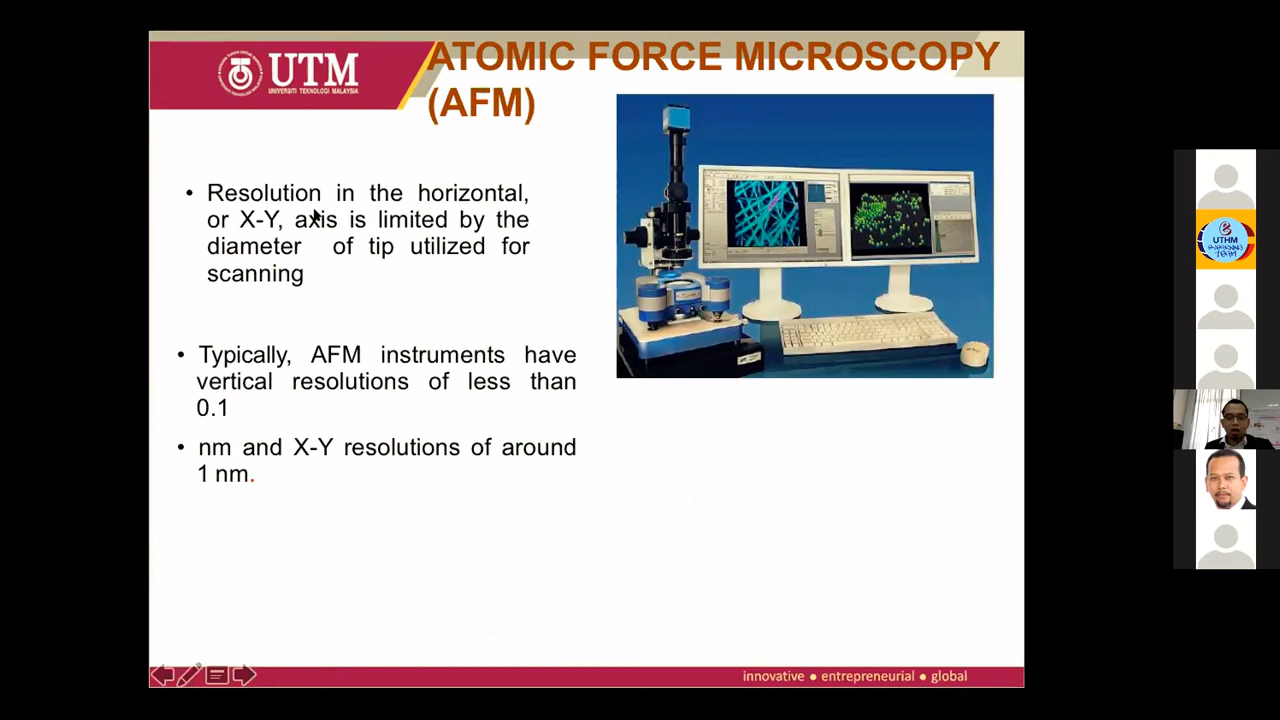 UTM
UNIVERSITI TEKNOLOGI MALAYSIA
ATOMIC FORCE MICROSCOPY
(AFM)
• Resolution in the horizontal,
or X-Y, axis is limited by the
diameter of tip utilized for
scanning
• Typically, AFM instruments have
vertical resolutions of less than
0.1
• nm and X-Y resolutions of around
1 nm.
innovative ● entrepreneurial ● global
UTHM